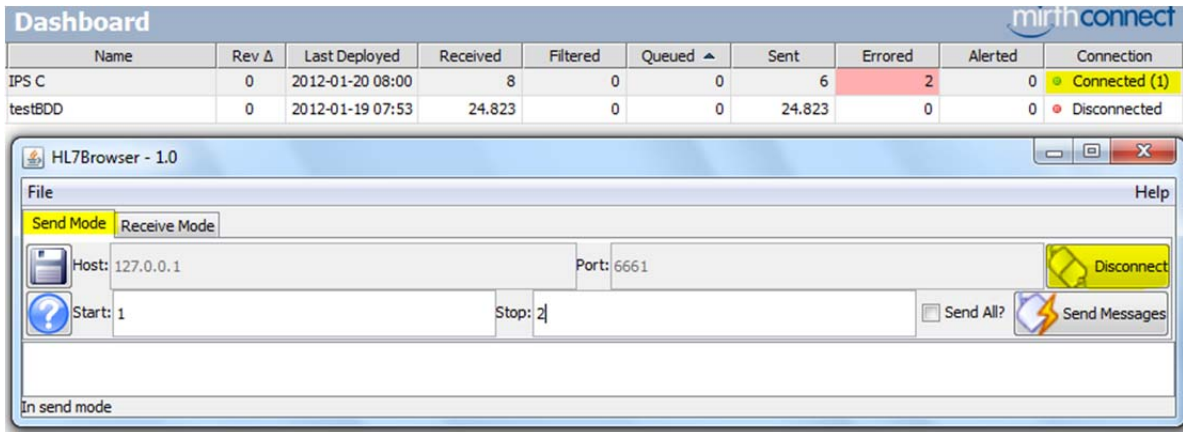 Dashboard mirthconnect
Name Rev Δ Last Deployed Received Filtered Queued Sent Errored Alerted Connection
IPS C 0 2012-01-20 08:00 8 0 0 6 2 0 Connected (1)
testBDD 0 2012-01-19 07:53 24.823 0 0 24.823 0 0 Disconnected
HL7Browser - 1.0
File Help
Send Mode Receive Mode
Host: 127.0.0.1 Port: 6661 Disconnect
Start: 1 Stop: 2 Send All? Send Messages
In send mode